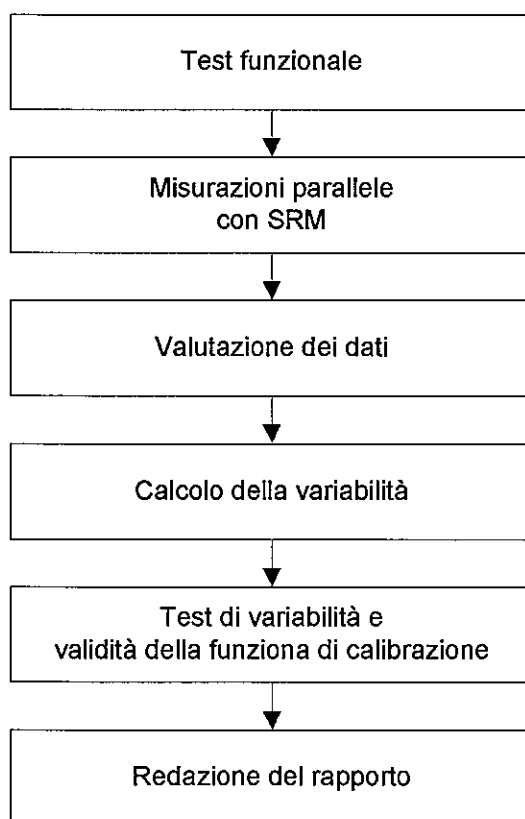 Test funzionale
Misurazioni parallele
con SRM
Valutazione dei dati
Calcolo della variabilità
Test di variabilità e
validità della funziona di calibrazione
Redazione del rapporto